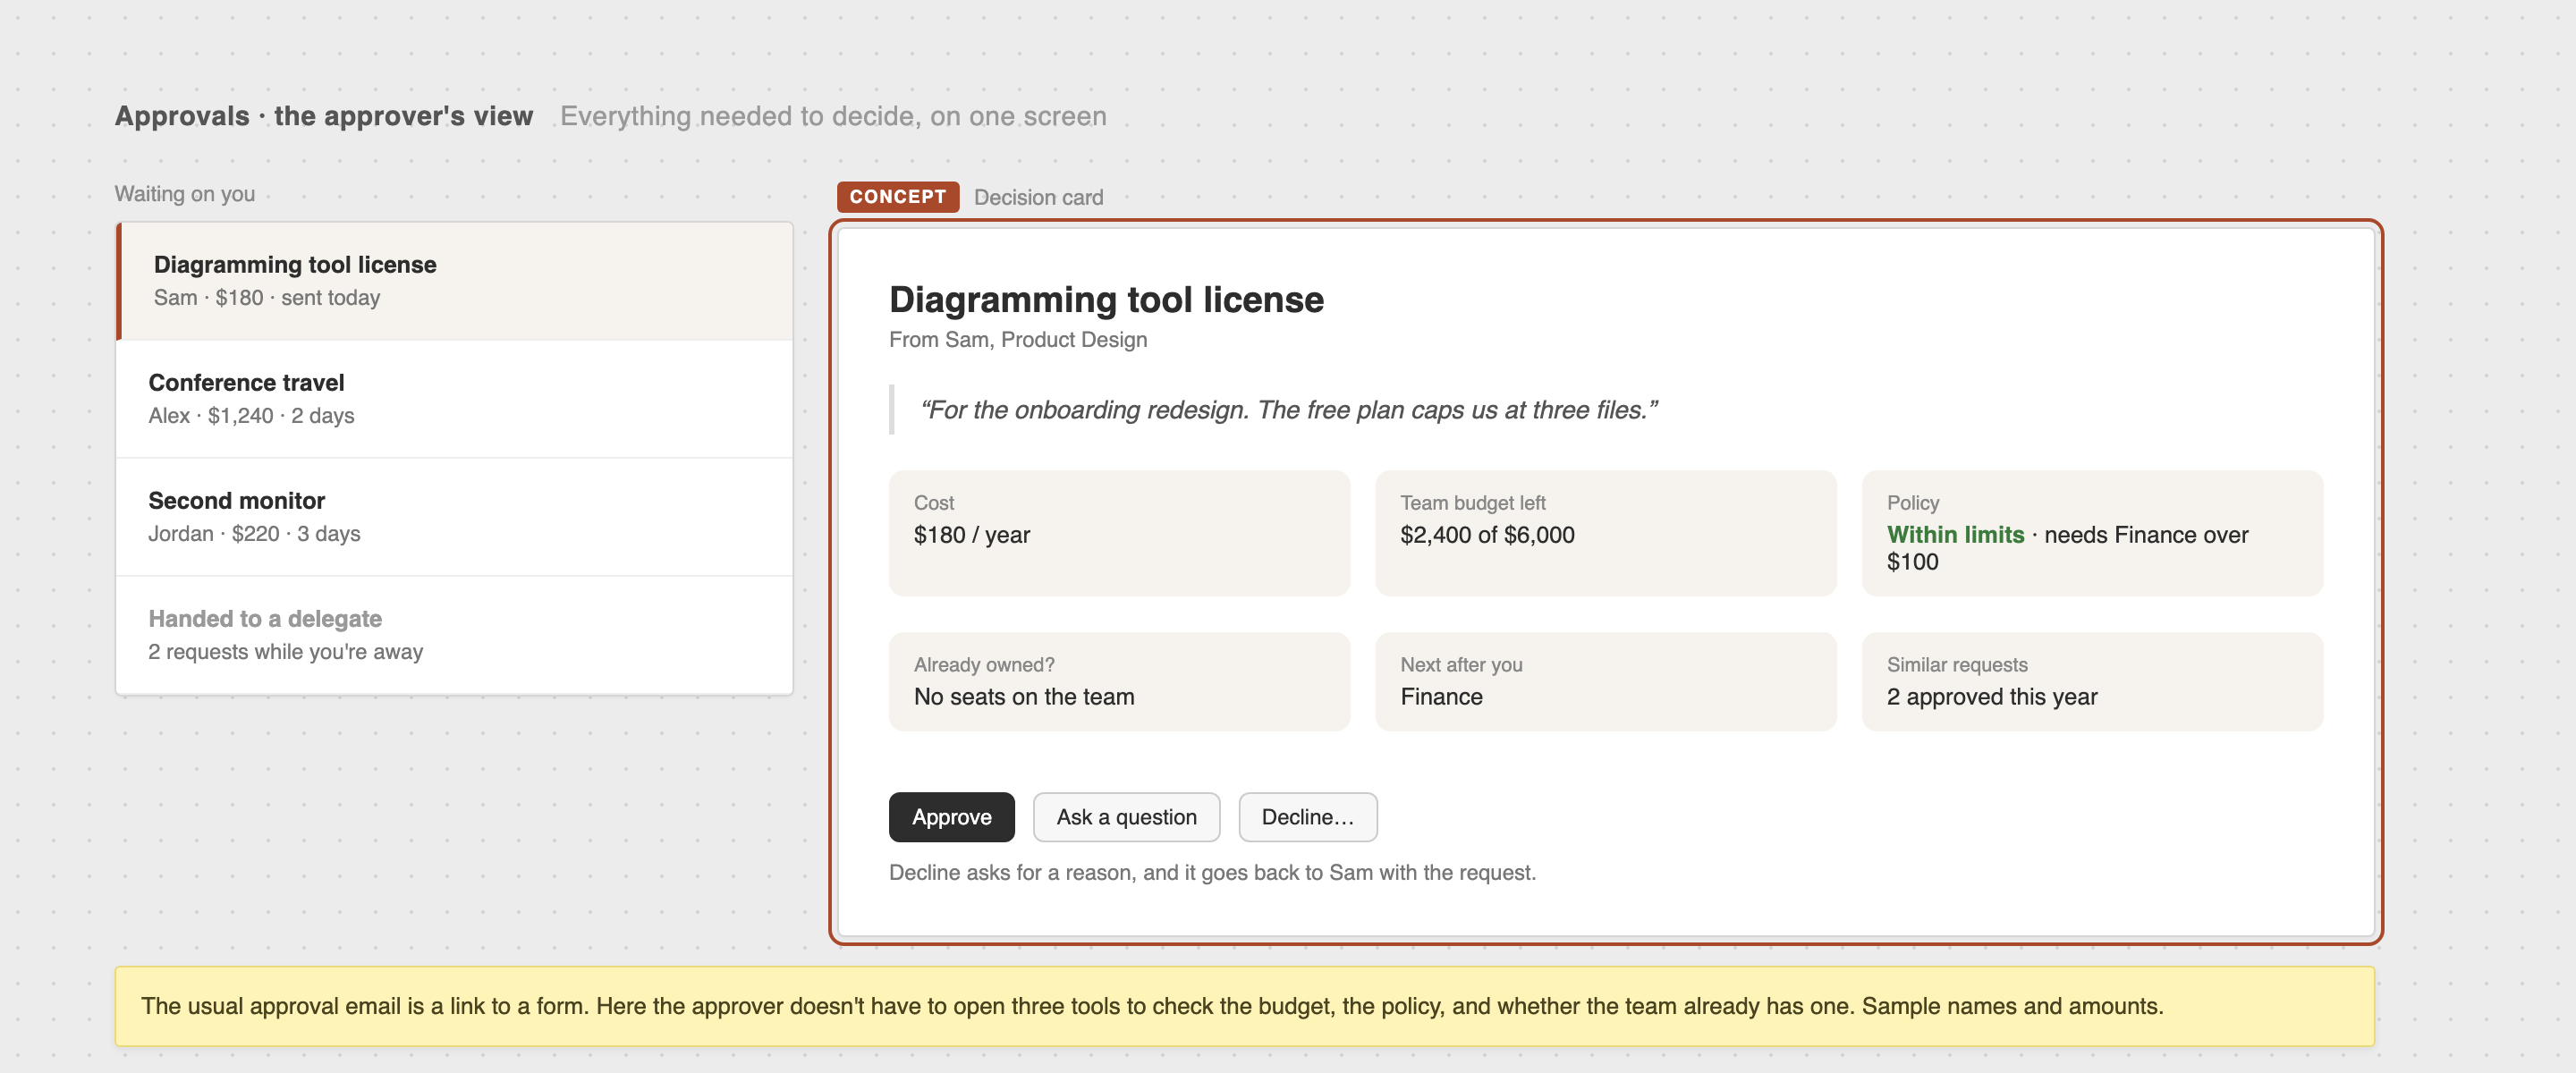 Approvals · the approver's view Everything needed to decide, on one screen
Waiting on you
Diagramming tool license
Sam · $180 · sent today
Conference travel
Alex · $1,240 · 2 days
Second monitor
Jordan · $220 · 3 days
Handed to a delegate
2 requests while you're away
CONCEPT Decision card
Diagramming tool license
From Sam, Product Design
“For the onboarding redesign. The free plan caps us at three files.”
Cost
$180 / year
Team budget left
$2,400 of $6,000
Policy
Within limits · needs Finance over
$100
Already owned?
No seats on the team
Next after you
Finance
Similar requests
2 approved this year
Approve
Ask a question
Decline…
Decline asks for a reason, and it goes back to Sam with the request.
The usual approval email is a link to a form. Here the approver doesn't have to open three tools to check the budget, the policy, and whether the team already has one. Sample names and amounts.